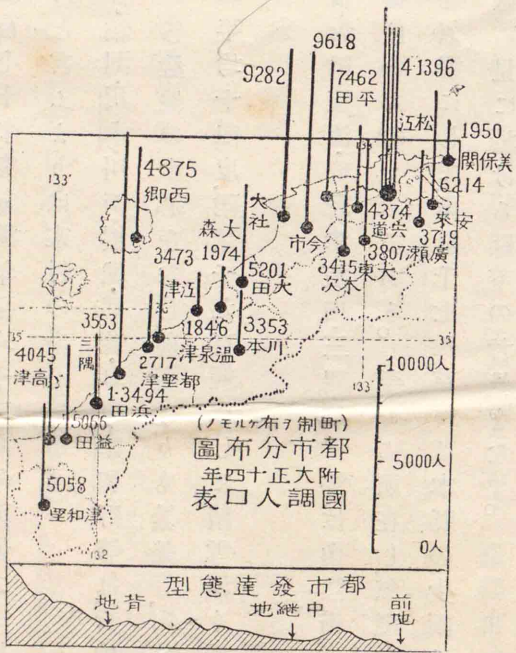 9618
9282
7462
平田
4・1396
松江
1950
美保関
6214
安来
3719
広瀬
133°
4・875
西郷
大社
今市
4374
宍道
3807
大東
3415
木次
3473
江津
大森
1974
5201
大田
133°
35
35
3553
三隅
1846
温泉津
3353
川本
4045
高津
2717
都野津
1・3494
浜田
5066
益田
5058
津和野
133°
132
10000人
5000人
0人
(町制ヲ布ケルモノ)
都市分布圖
附大正十四年
國調人口表
都市發達態型
背地
中継地
前地